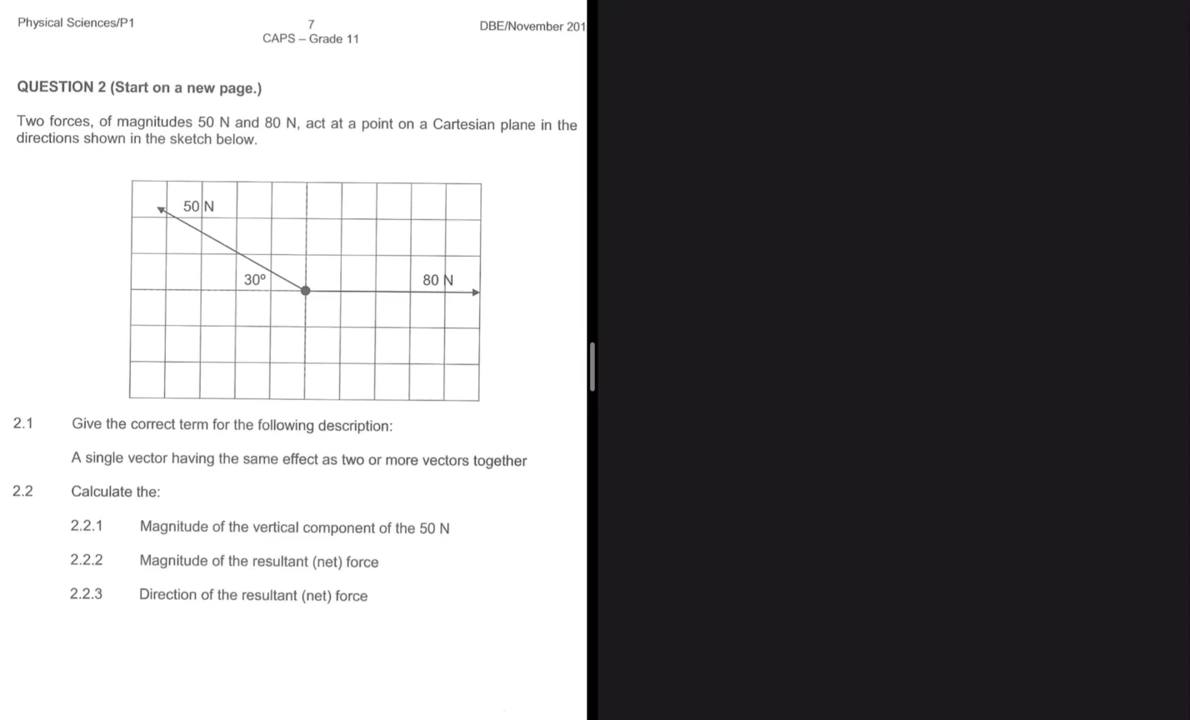 Physical Sciences/P1
7
DBE/November 201
CAPS – Grade 11
QUESTION 2 (Start on a new page.)
Two forces, of magnitudes 50 N and 80 N, act at a point on a Cartesian plane in the
directions shown in the sketch below.
50 N
30º
80 N
2.1 Give the correct term for the following description:
A single vector having the same effect as two or more vectors together
2.2 Calculate the:
2.2.1 Magnitude of the vertical component of the 50 N
2.2.2 Magnitude of the resultant (net) force
2.2.3 Direction of the resultant (net) force